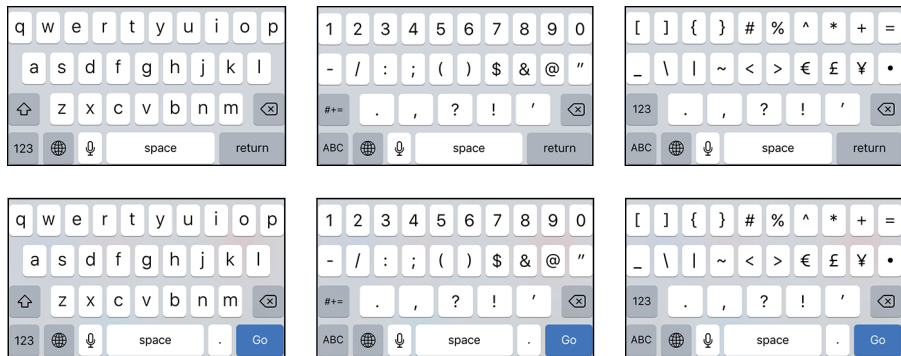 q w e r t y u i o p
a s d f g h j k l
z x c v b n m
123 space return
1 2 3 4 5 6 7 8 9 0
- / : ; ( ) $ & @ "
#+= . , ? ! '
ABC space return
[ ] { } # % ^ * + =
_ \ | ~ < > € £ ¥ •
123 . , ? ! '
ABC space return
q w e r t y u i o p
a s d f g h j k l
z x c v b n m
123 space . Go
1 2 3 4 5 6 7 8 9 0
- / : ; ( ) $ & @ "
#+= . , ? ! '
ABC space . Go
[ ] { } # % ^ * + =
_ \ | ~ < > € £ ¥ •
123 . , ? ! '
ABC space . Go